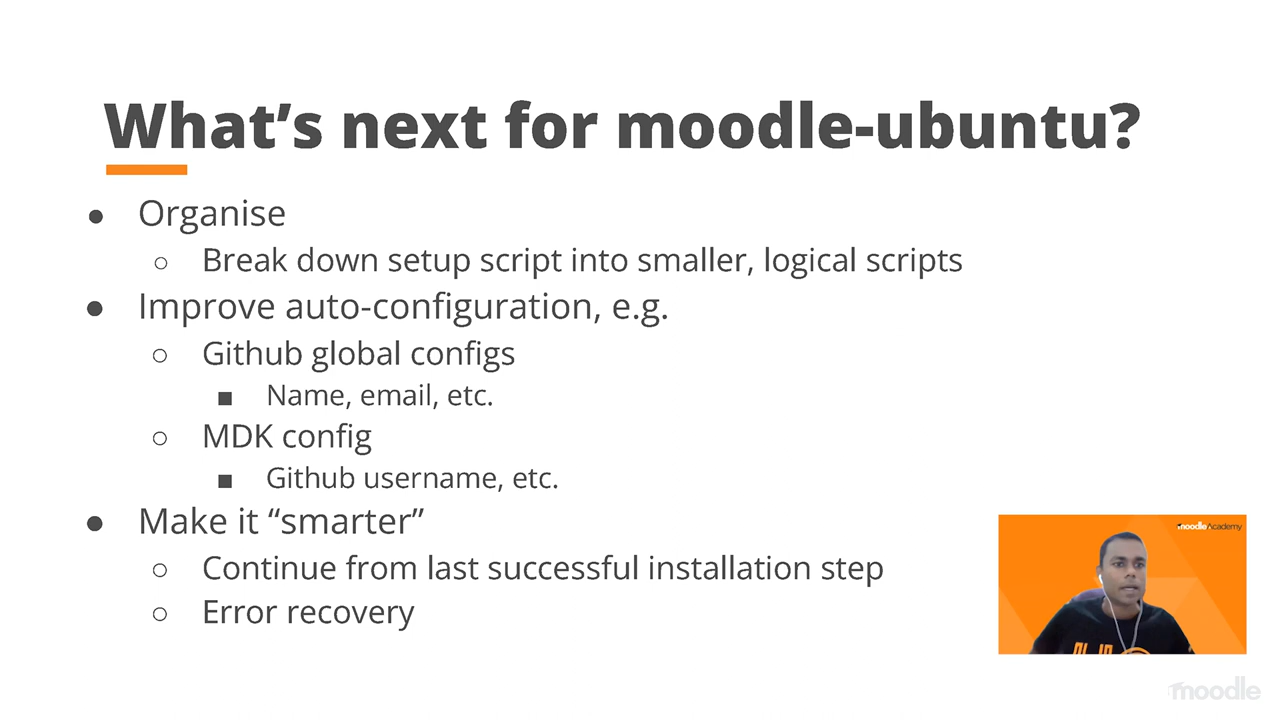 What’s next for moodle-ubuntu?
● Organise
○ Break down setup script into smaller, logical scripts
● Improve auto-configuration, e.g.
○ Github global configs
■ Name, email, etc.
○ MDK config
■ Github username, etc.
● Make it “smarter”
○ Continue from last successful installation step
○ Error recovery
moodleAcademy
moodle